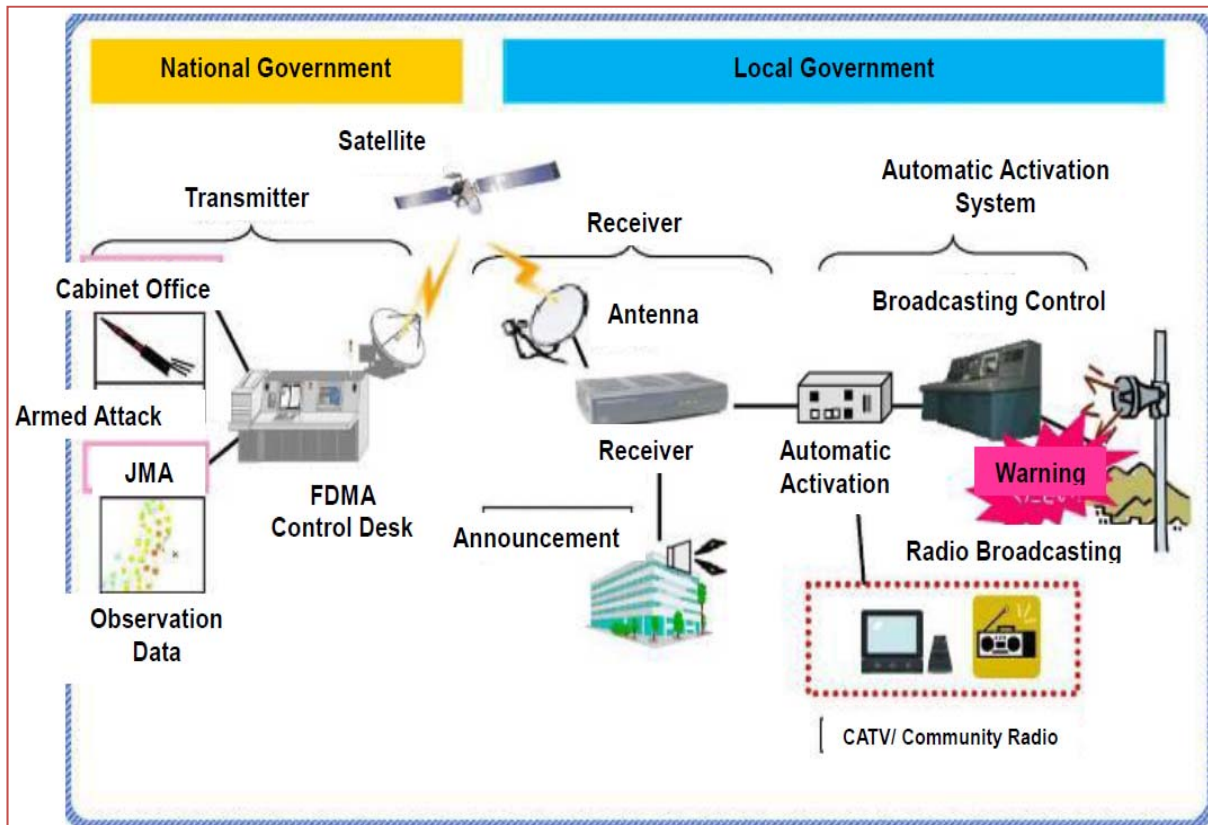 National Government
Local Government
Satellite
Transmitter
Receiver
Automatic Activation
System
Cabinet Office
Antenna
Broadcasting Control
Armed Attack
JMA
FDMA
Control Desk
Receiver
Automatic
Activation
Warning
Announcement
Radio Broadcasting
Observation
Data
CATV/ Community Radio